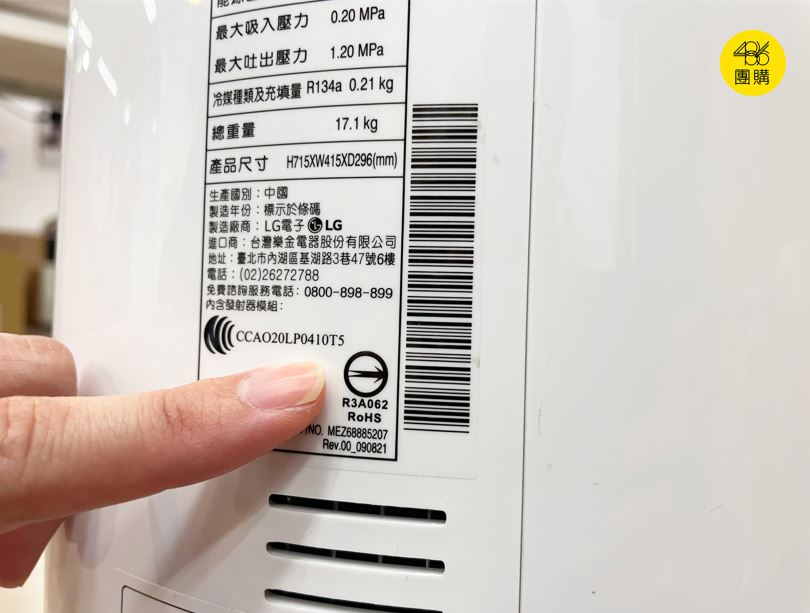 最大吸入壓力 0.20 MPa
最大吐出壓力 1.20 MPa
冷媒種類及充填量 R134a 0.21 kg
總重量 17.1 kg
產品尺寸 H715XW415XD296(mm)
生產國別：中國
製造年份：標示於條碼
製造廠商：LG電子 LG
進口商：台灣樂金電器股份有限公司
地址：臺北市內湖區基湖路3巷47號6樓
電話：(02)26272788
免費諮詢服務電話：0800-898-899
內含發射器模組：
CCAO20LP0410T5
R3A062
RoHS
/NO. MEZ68885207
Rev.00_090821
486
團購